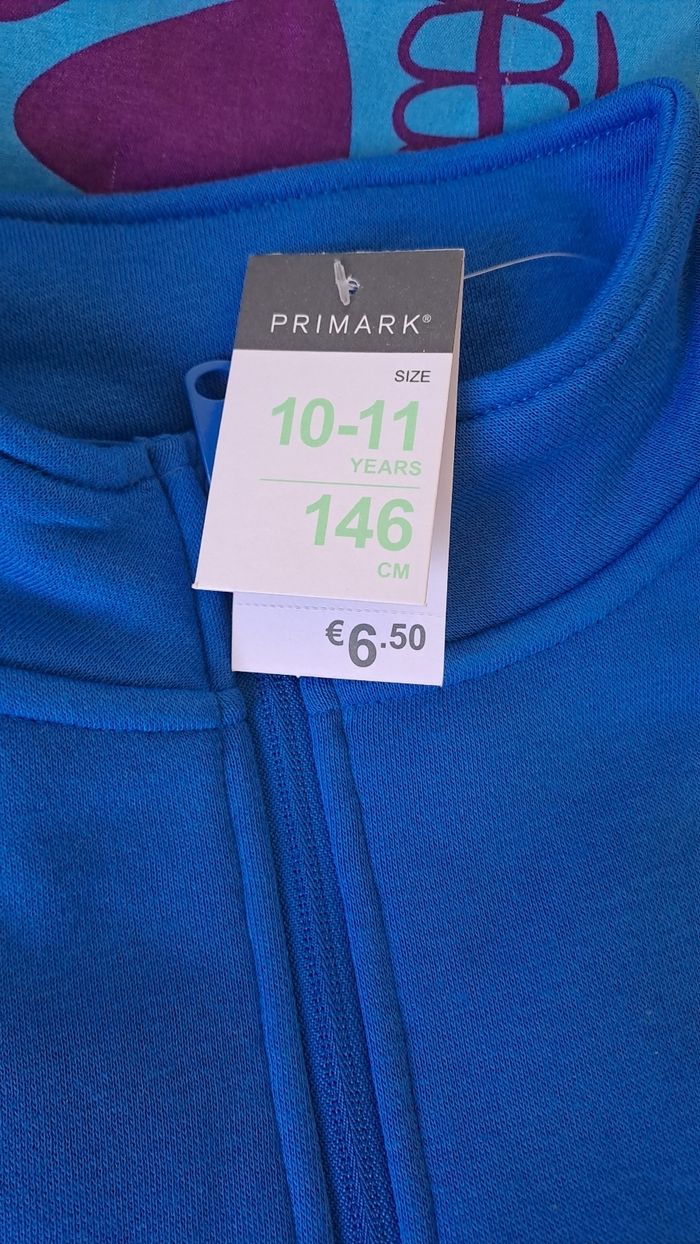 PRIMARK®
SIZE
10-11
YEARS
146
CM
€6.50